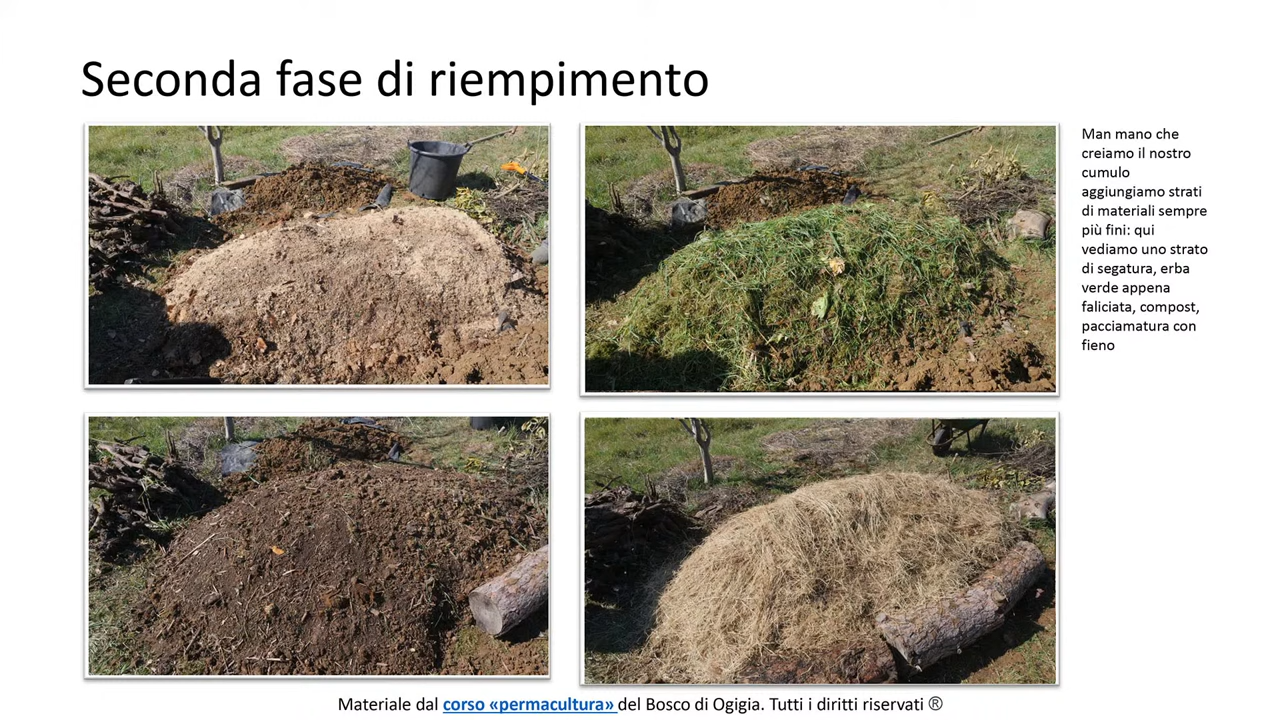 Seconda fase di riempimento
Man mano che
creiamo il nostro
cumulo
aggiungiamo strati
di materiali sempre
più fini: qui
vediamo uno strato
di segatura, erba
verde appena
faliciata, compost,
pacciamatura con
fieno
Materiale dal corso «permacultura» del Bosco di Ogigia. Tutti i diritti riservati ®